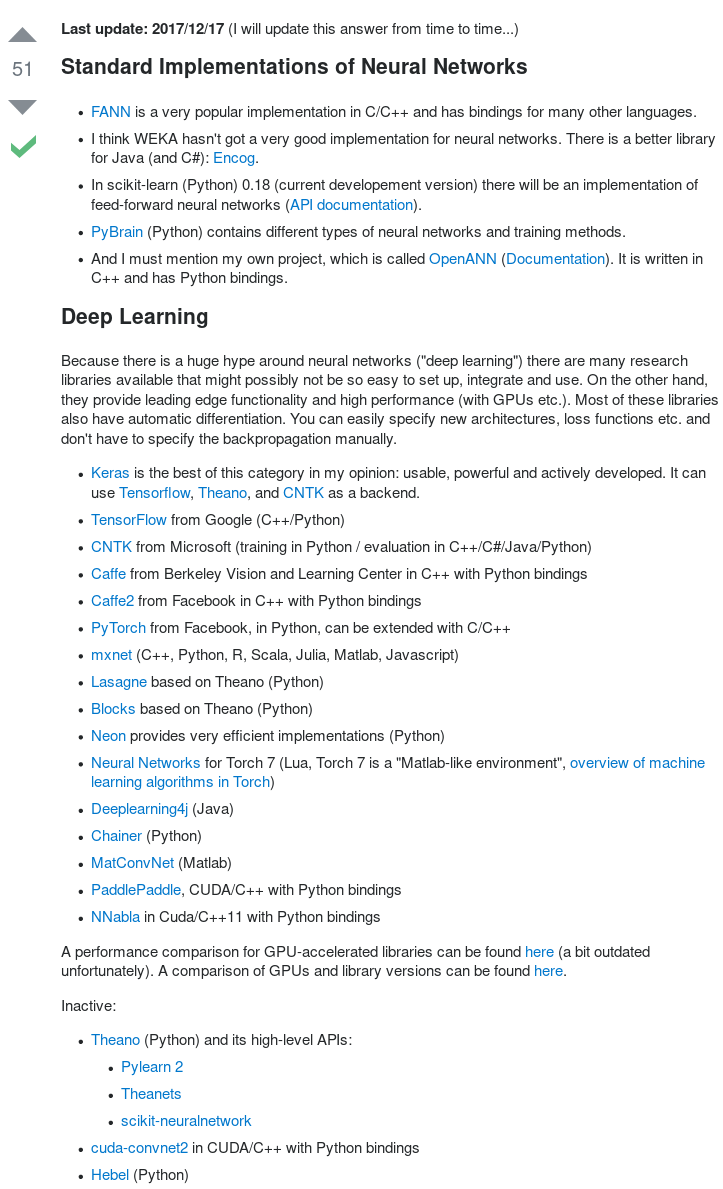 Last update: 2017/12/17 (I will update this answer from time to time...)
51
Standard Implementations of Neural Networks
• FANN is a very popular implementation in C/C++ and has bindings for many other languages.
• I think WEKA hasn't got a very good implementation for neural networks. There is a better library
for Java (and C#): Encog.
• In scikit-learn (Python) 0.18 (current developement version) there will be an implementation of
feed-forward neural networks (API documentation).
• PyBrain (Python) contains different types of neural networks and training methods.
• And I must mention my own project, which is called OpenANN (Documentation). It is written in
C++ and has Python bindings.
Deep Learning
Because there is a huge hype around neural networks ("deep learning") there are many research
libraries available that might possibly not be so easy to set up, integrate and use. On the other hand,
they provide leading edge functionality and high performance (with GPUs etc.). Most of these libraries
also have automatic differentiation. You can easily specify new architectures, loss functions etc. and
don't have to specify the backpropagation manually.
• Keras is the best of this category in my opinion: usable, powerful and actively developed. It can
use Tensorflow, Theano, and CNTK as a backend.
• TensorFlow from Google (C++/Python)
• CNTK from Microsoft (training in Python / evaluation in C++/C#/Java/Python)
• Caffe from Berkeley Vision and Learning Center in C++ with Python bindings
• Caffe2 from Facebook in C++ with Python bindings
• PyTorch from Facebook, in Python, can be extended with C/C++
• mxnet (C++, Python, R, Scala, Julia, Matlab, Javascript)
• Lasagne based on Theano (Python)
• Blocks based on Theano (Python)
• Neon provides very efficient implementations (Python)
• Neural Networks for Torch 7 (Lua, Torch 7 is a "Matlab-like environment", overview of machine
learning algorithms in Torch)
• Deeplearning4j (Java)
• Chainer (Python)
• MatConvNet (Matlab)
• PaddlePaddle, CUDA/C++ with Python bindings
• NNabla in Cuda/C++11 with Python bindings
A performance comparison for GPU-accelerated libraries can be found here (a bit outdated
unfortunately). A comparison of GPUs and library versions can be found here.
Inactive:
• Theano (Python) and its high-level APIs:
• Pylearn 2
• Theanets
• scikit-neuralnetwork
• cuda-convnet2 in CUDA/C++ with Python bindings
• Hebel (Python)